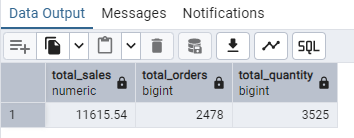 Data Output Messages Notifications
SQL
total_sales total_orders total_quantity
numeric bigint bigint
1 11615.54 2478 3525